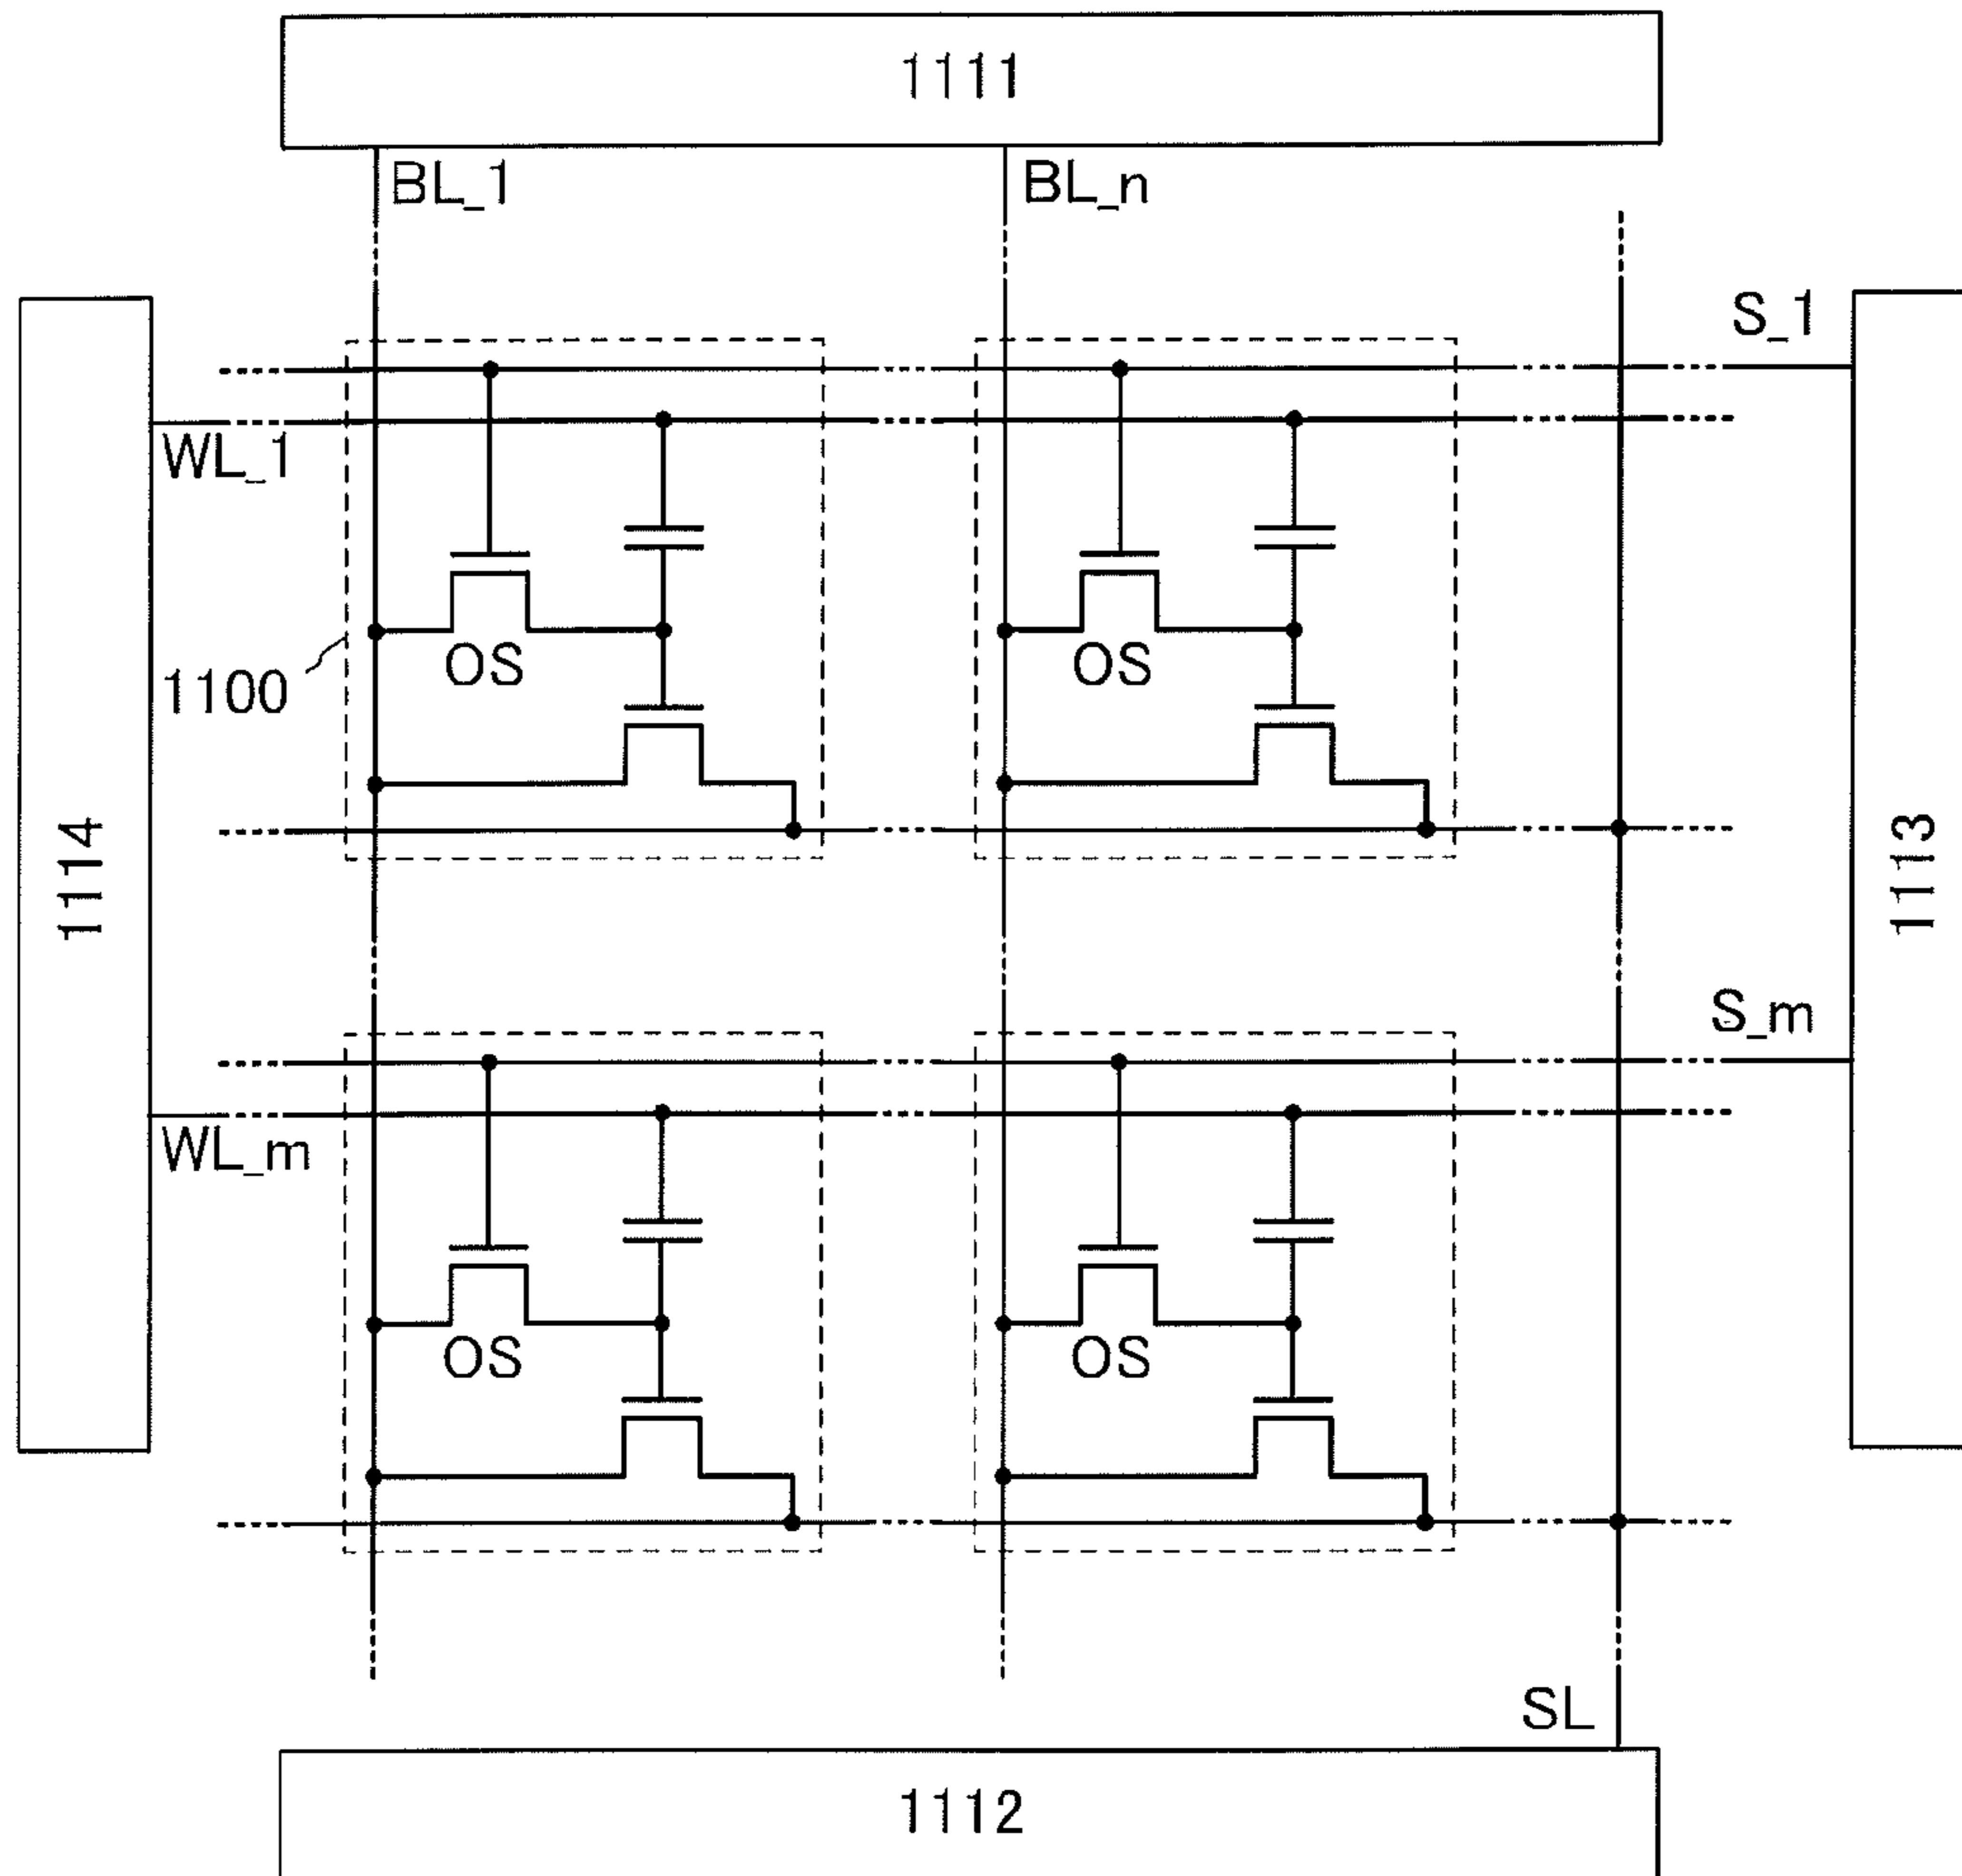 1111
BL_1
BL_n
S_1
WL_1
OS
OS
1100
1114
1113
S_m
WL_m
OS
OS
SL
1112